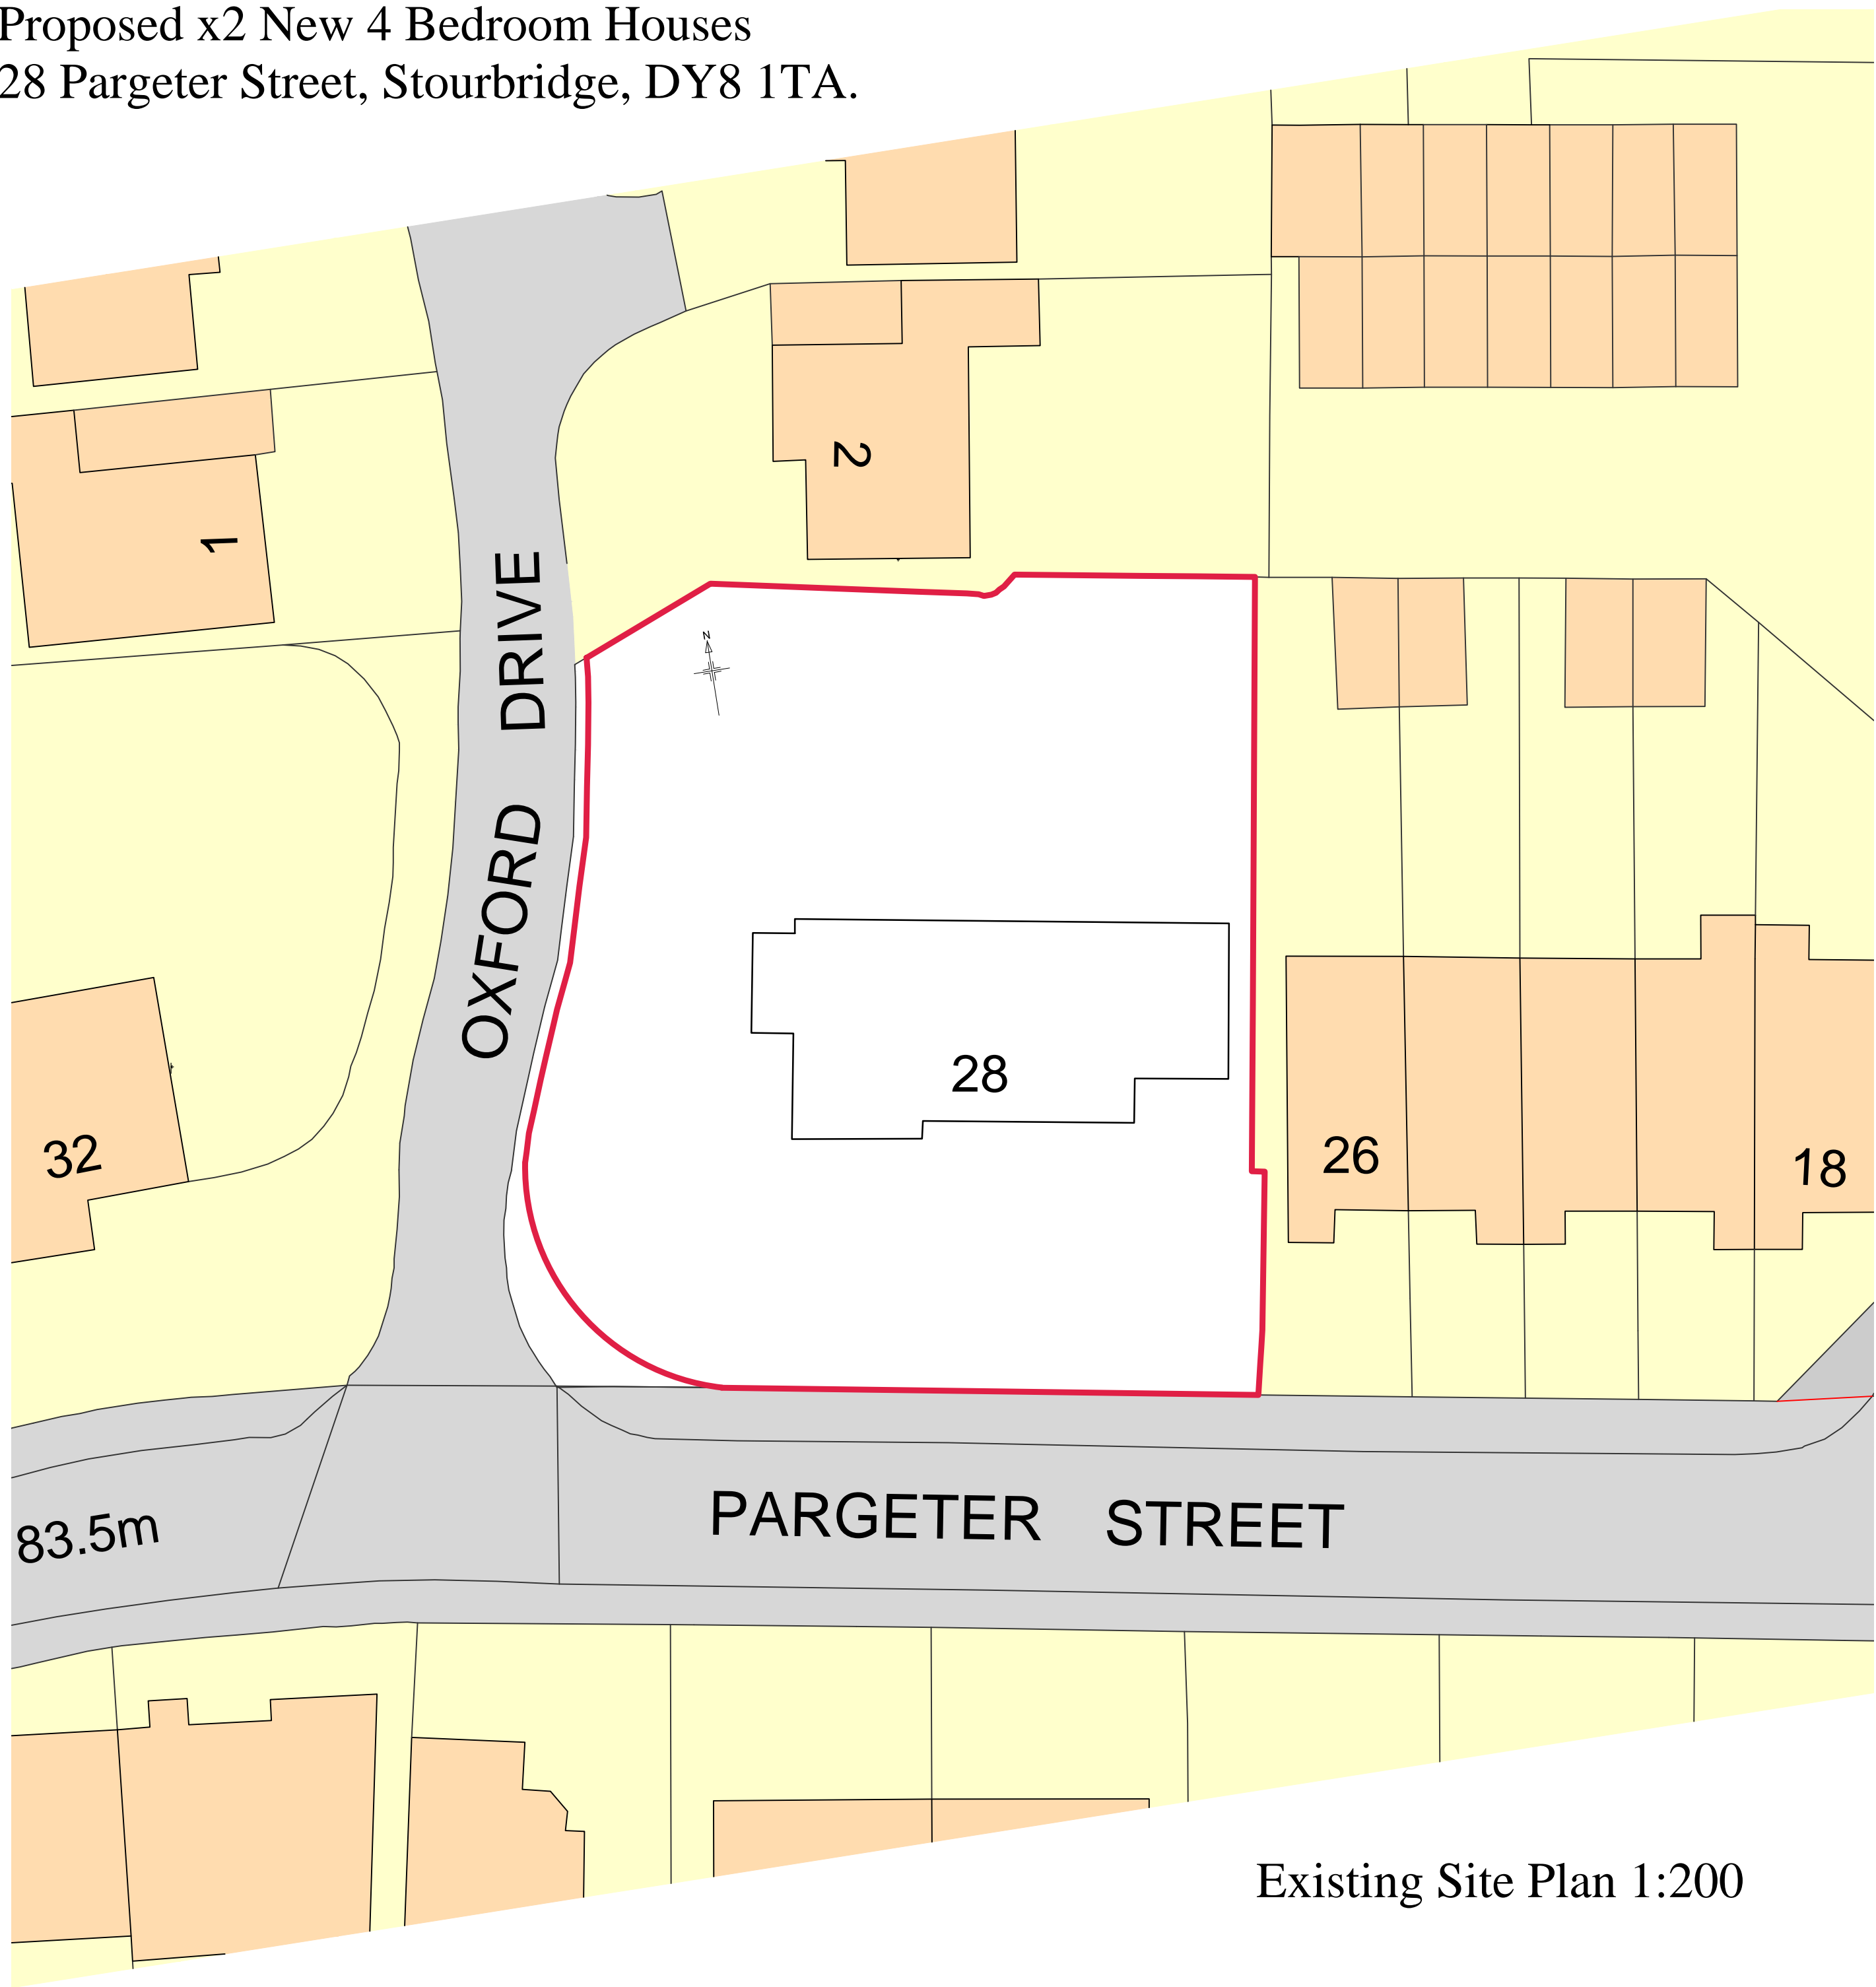 Proposed x2 New 4 Bedroom Houses
28 Pargeter Street, Stourbridge, DY8 1TA.
2
1
N
OXFORD DRIVE
28
32
26
18
83.5m
PARGETER STREET
Existing Site Plan 1:200